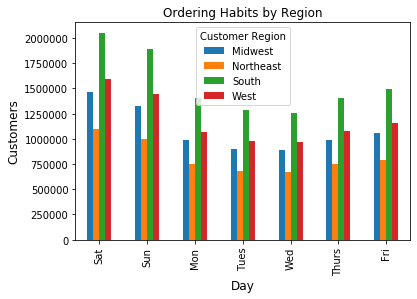 Ordering Habits by Region
Customer Region
Midwest
Northeast
South
West
Customers
2000000
1750000
1500000
1250000
1000000
750000
500000
250000
0
Sat
Sun
Mon
Tues
Wed
Thurs
Fri
Day